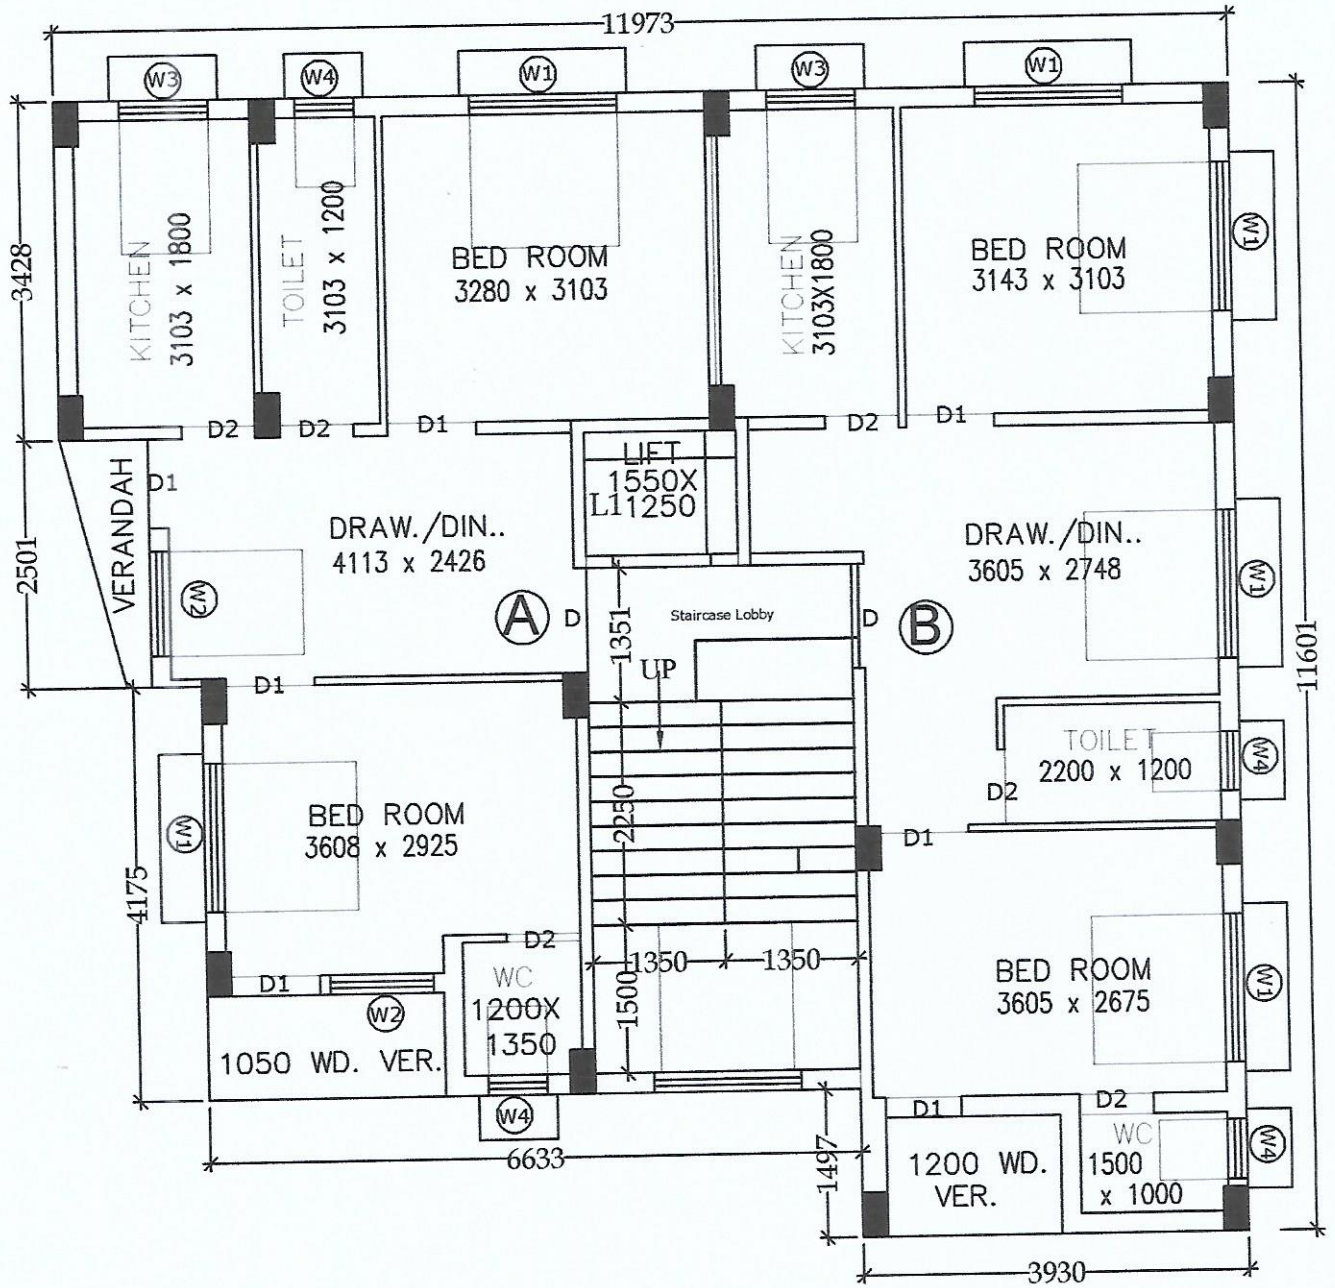 11973
W3
W4
W1
W3
W1
3428
KITCHEN
3103 x 1800
TOILET
3103 x 1200
BED ROOM
3280 x 3103
KITCHEN
3103X1800
BED ROOM
3143 x 3103
W1
D2
D2
D1
D2
D1
2501
VERANDAH
D1
W2
DRAW./DIN..
4113 x 2426
LIFT
1550X
L11250
DRAW./DIN..
3605 x 2748
W1
A
D
1351
Staircase Lobby
D
B
UP
11601
D1
TOILET
2200 x 1200
W4
D2
4175
W1
BED ROOM
3608 x 2925
2250
D1
D2
1350
1350
BED ROOM
3605 x 2675
W1
D1
W2
WC
1200X
1350
1500
1050 WD. VER.
W4
D1
D2
6633
1497
1200 WD.
VER.
WC
1500
x 1000
W4
3930